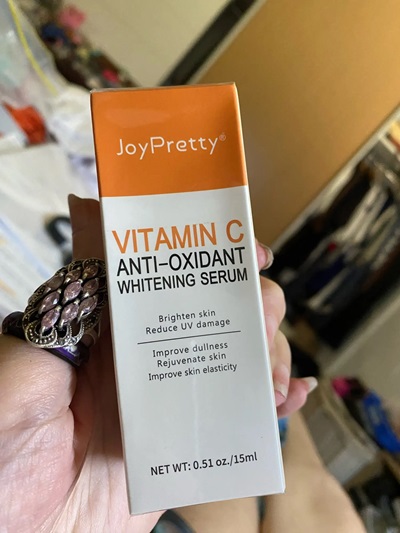 JoyPretty®
VITAMIN C
ANTI-OXIDANT
WHITENING SERUM
Brighten skin
Reduce UV damage
Improve dullness
Rejuvenate skin
Improve skin elasticity
NET WT: 0.51 oz./15ml